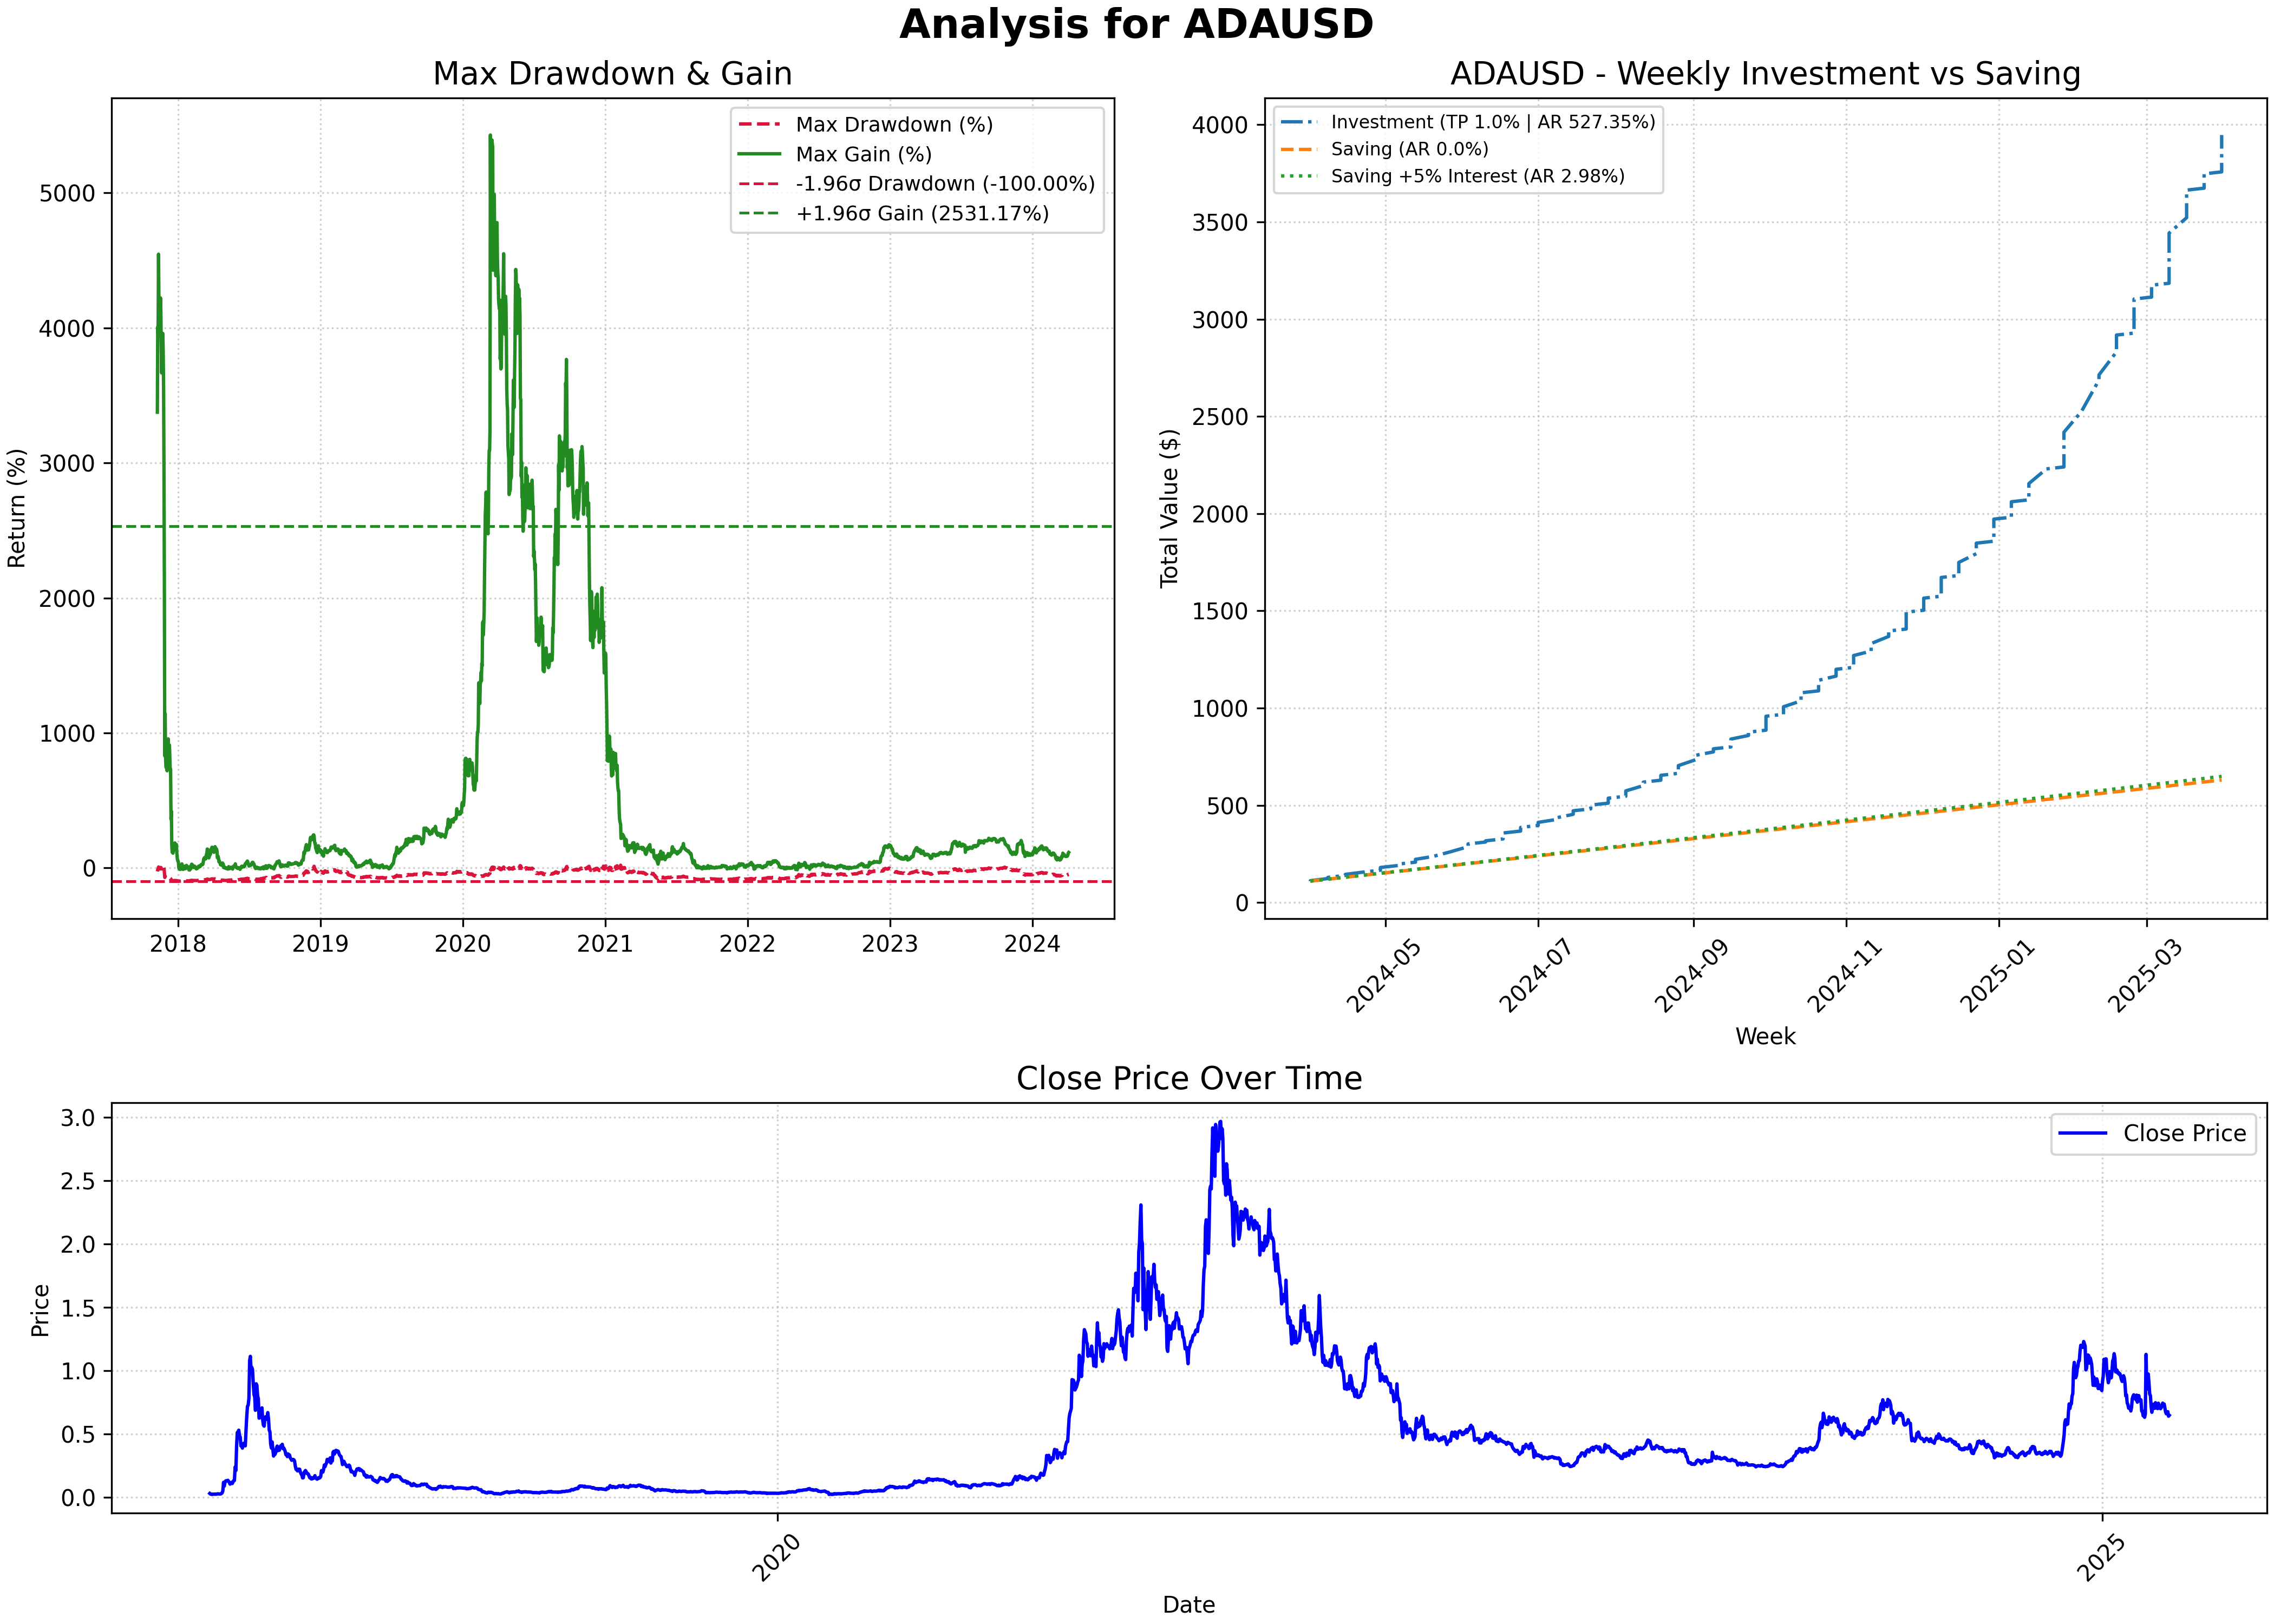 Analysis for ADAUSD
Max Drawdown & Gain
Return (%)
5000
4000
3000
2000
1000
0
2018
2019
2020
2021
2022
2023
2024
Max Drawdown (%)
Max Gain (%)
-1.96σ Drawdown (-100.00%)
+1.96σ Gain (2531.17%)
ADAUSD - Weekly Investment vs Saving
Total Value ($)
4000
3500
3000
2500
2000
1500
1000
500
0
Investment (TP 1.0% | AR 527.35%)
Saving (AR 0.0%)
Saving +5% Interest (AR 2.98%)
2024-05
2024-07
2024-09
2024-11
2025-01
2025-03
Week
Close Price Over Time
Price
3.0
2.5
2.0
1.5
1.0
0.5
0.0
Close Price
2020
2025
Date